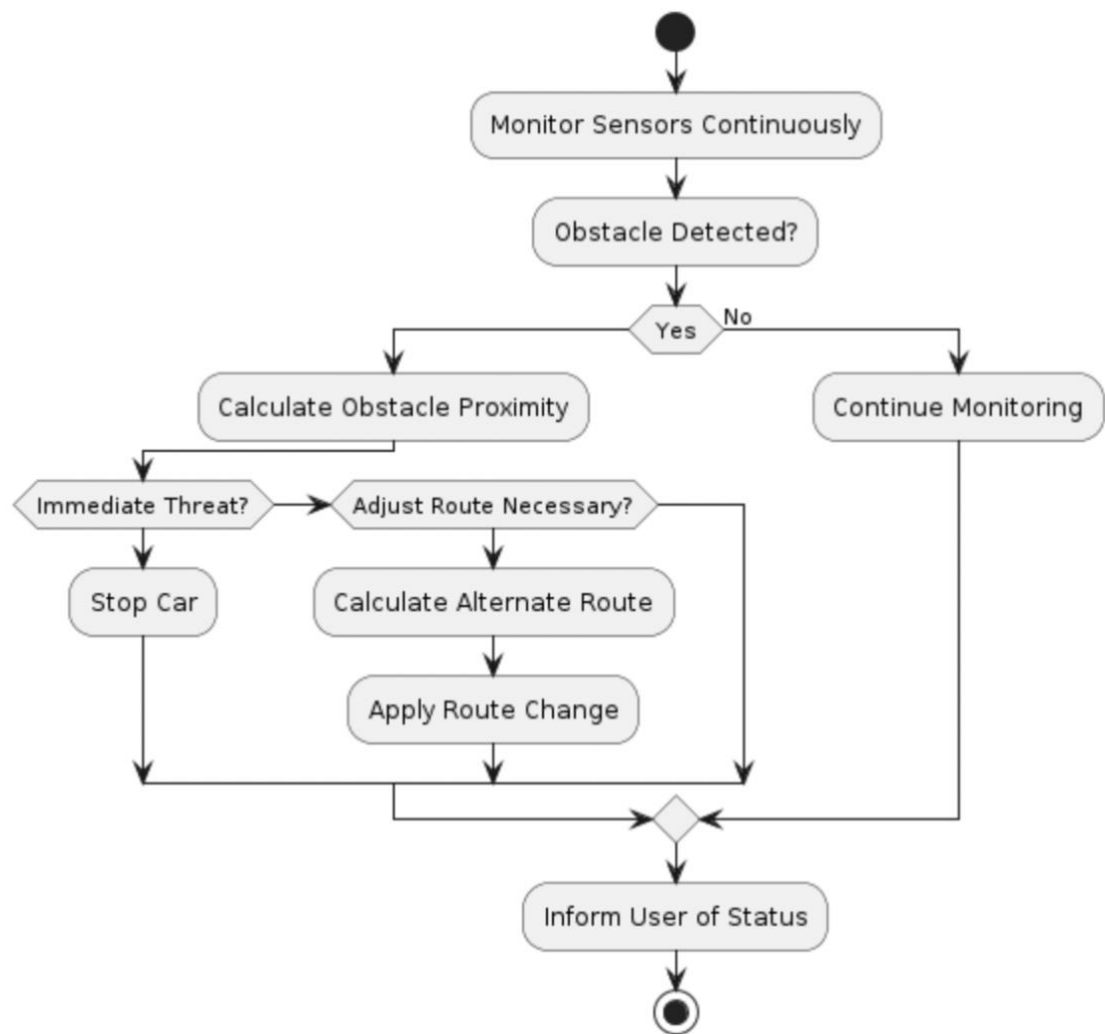 Monitor Sensors Continuously
Obstacle Detected?
Yes
No
Calculate Obstacle Proximity
Continue Monitoring
Immediate Threat?
Adjust Route Necessary?
Stop Car
Calculate Alternate Route
Apply Route Change
Inform User of Status